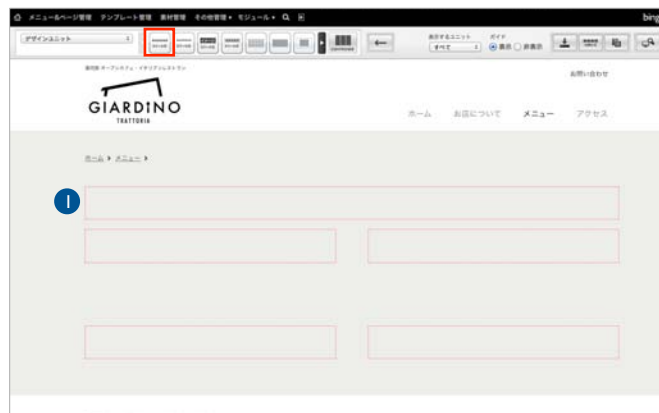 メニュー&ページ管理 テンプレート管理 素材管理 その他管理 モジュール
bing
デザインユニット
表示するユニット
すべて
ガイド
表示 非表示
GIARDINO
TRATTORIA
お問い合わせ
ホーム お店について メニュー アクセス
ホーム メニュー
1